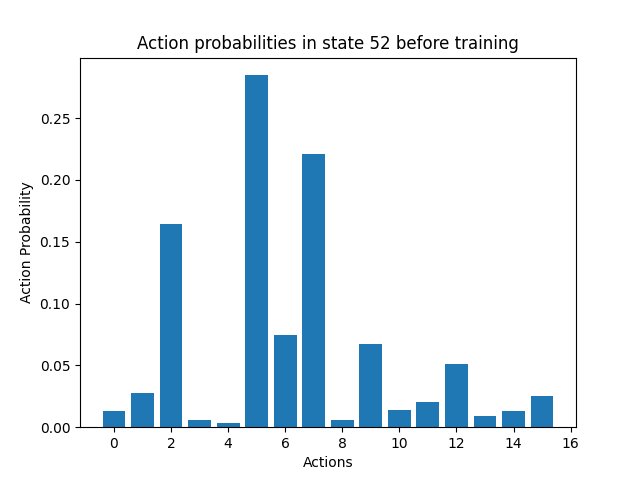 Action probabilities in state 52 before training
0.25
0.20
0.15
0.10
0.05
0.00
Action Probability
0 2 4 6 8 10 12 14 16
Actions